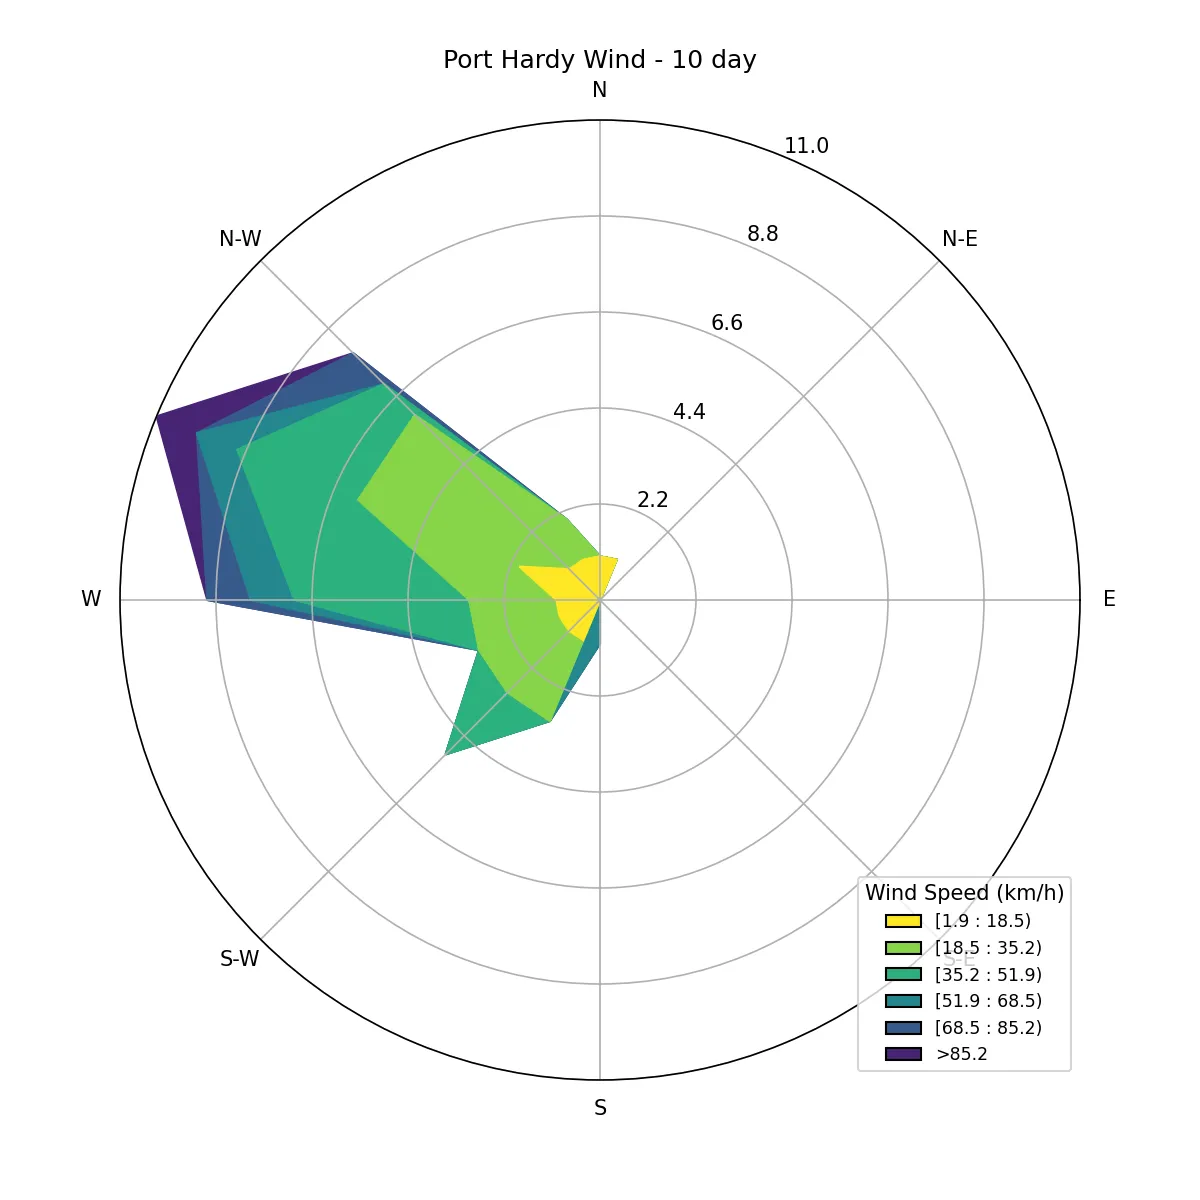 Port Hardy Wind - 10 day
N
11.0
N-W
N-E
8.8
6.6
4.4
2.2
W
E
S-W
S-E
Wind Speed (km/h)
[1.9 : 18.5)
[18.5 : 35.2)
[35.2 : 51.9)
[51.9 : 68.5)
[68.5 : 85.2)
>85.2
S